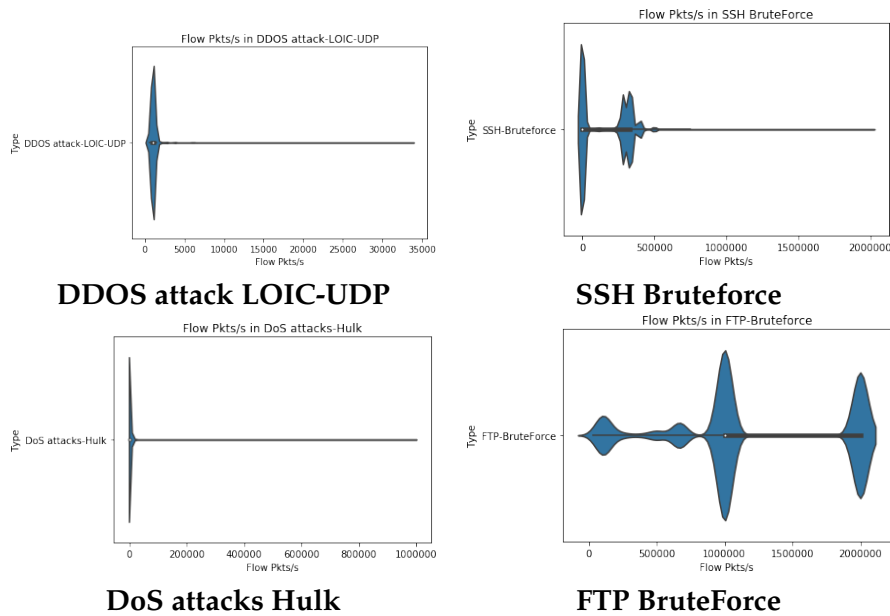 Flow Pkts/s in DDOS attack-LOIC-UDP
Type
DDOS attack-LOIC-UDP
0 5000 10000 15000 20000 25000 30000 35000
Flow Pkts/s
DDOS attack LOIC-UDP
Flow Pkts/s in SSH BruteForce
Type
SSH-Bruteforce
0 500000 1000000 1500000 2000000
Flow Pkts/s
SSH Bruteforce
Flow Pkts/s in DoS attacks-Hulk
Type
DoS attacks-Hulk
0 200000 400000 600000 800000 1000000
Flow Pkts/s
DoS attacks Hulk
Flow Pkts/s in FTP-Bruteforce
Type
FTP-BruteForce
0 500000 1000000 1500000 2000000
Flow Pkts/s
FTP BruteForce